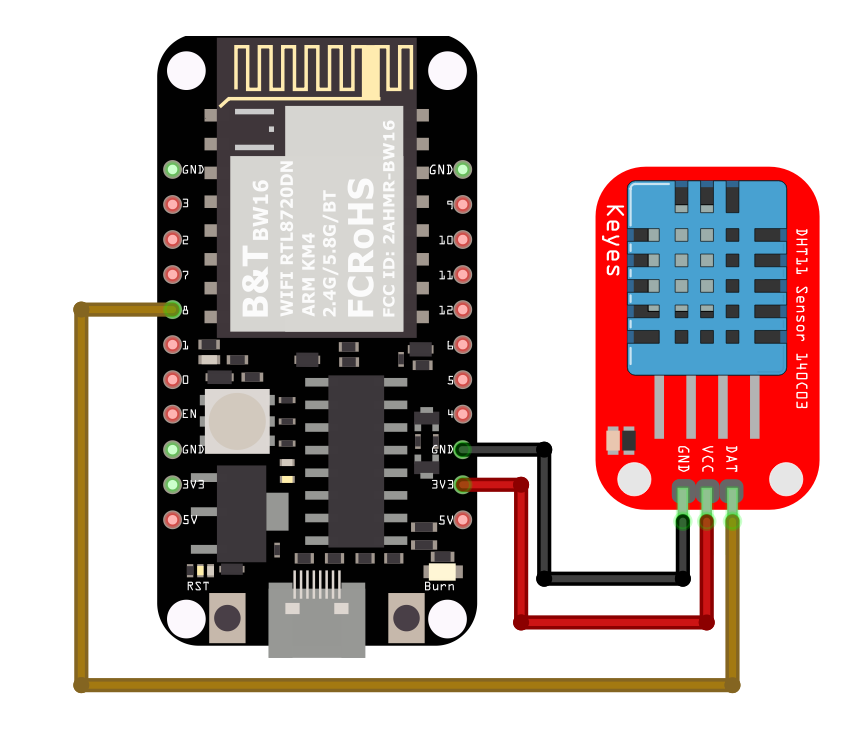 GND
3
2
7
8
1
0
EN
GND
3V3
5V
RST
B&T BW16
WIFI RTL8720DN
ARM KM4
2.4G/5.8G/BT
FCRoHS
FCC ID: 2AHMR-BW16
GND
9
10
11
12
6
5
4
GND
3V3
5V
Burn
Keyes
DHT11 Sensor 140C03
GND
VCC
DAT